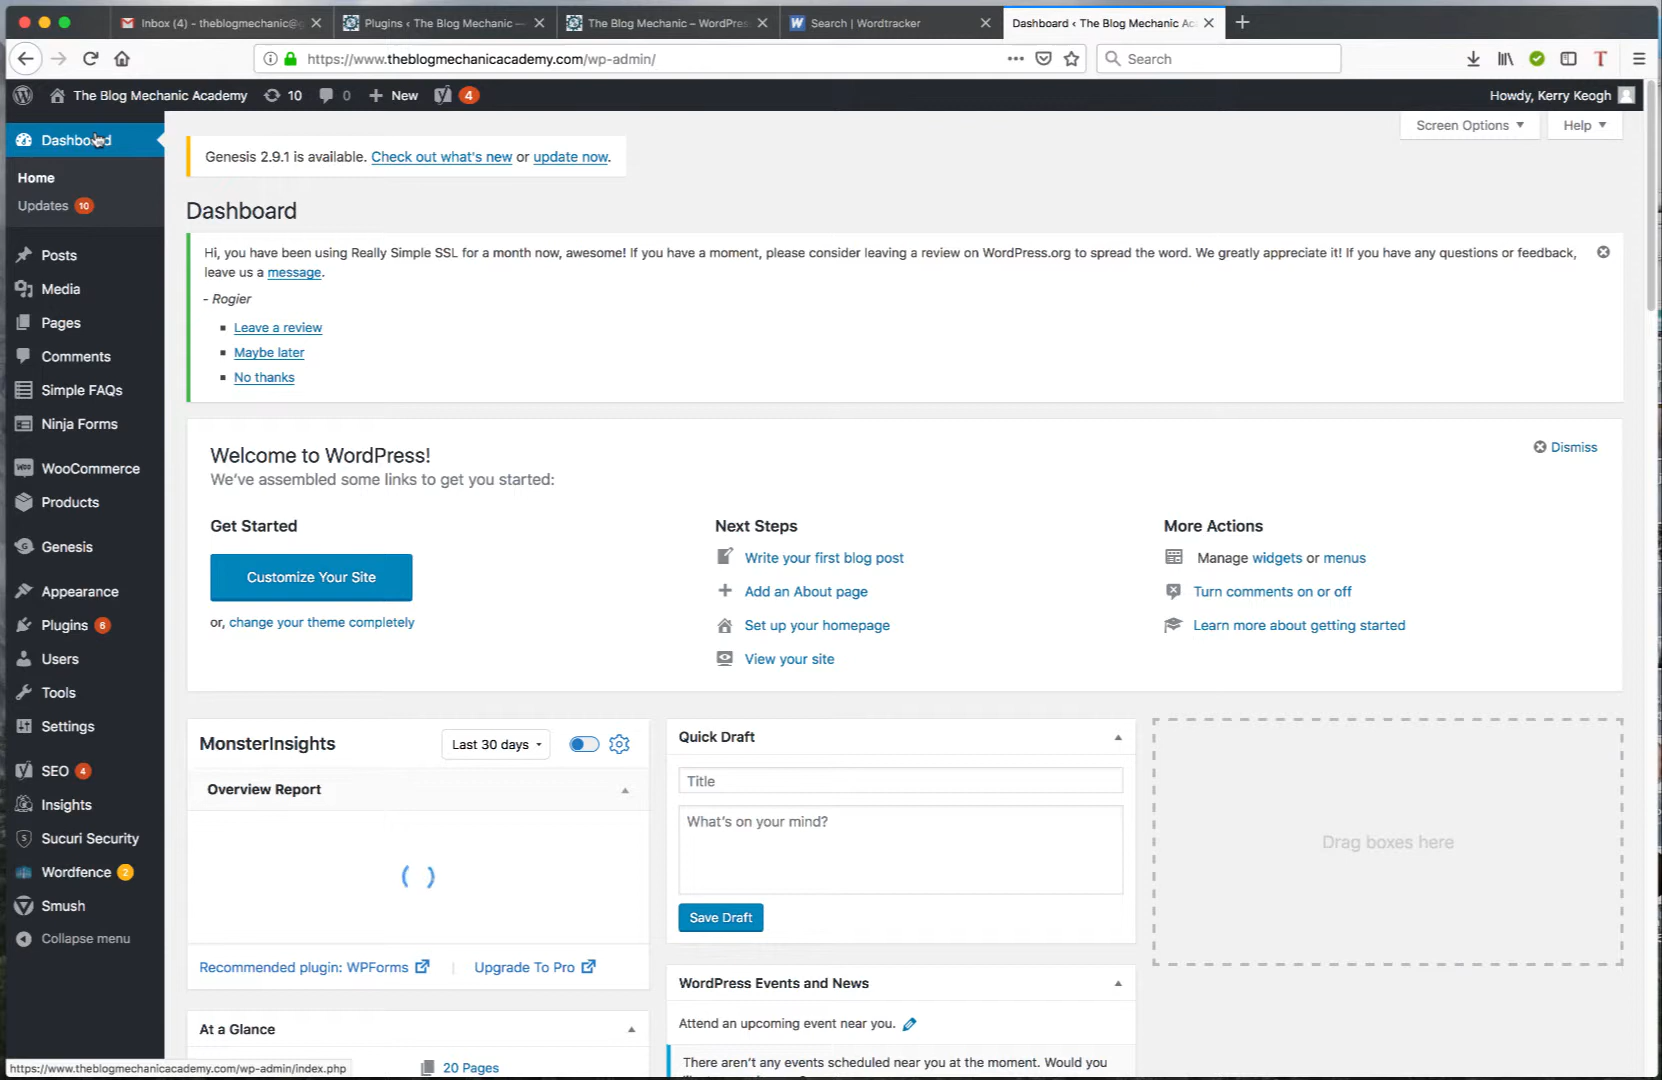 Inbox (4) - theblogmechanic@g
Plugins ‹ The Blog Mechanic —
The Blog Mechanic – WordPres
Search | Wordtracker
Dashboard ‹ The Blog Mechanic Ac
https://www.theblogmechanicacademy.com/wp-admin/
Search
The Blog Mechanic Academy
10
0
New
4
Howdy, Kerry Keogh
Screen Options
Help
Dashboard
Home
Updates 10
Posts
Media
Pages
Comments
Simple FAQs
Ninja Forms
WooCommerce
Products
Genesis
Appearance
Plugins 6
Users
Tools
Settings
SEO 4
Insights
Sucuri Security
Wordfence 2
Smush
Collapse menu
Genesis 2.9.1 is available. Check out what's new or update now.
Dashboard
Hi, you have been using Really Simple SSL for a month now, awesome! If you have a moment, please consider leaving a review on WordPress.org to spread the word. We greatly appreciate it! If you have any questions or feedback,
leave us a message.
- Rogier
Leave a review
Maybe later
No thanks
Welcome to WordPress!
Dismiss
We've assembled some links to get you started:
Get Started
Customize Your Site
or, change your theme completely
Next Steps
Write your first blog post
Add an About page
Set up your homepage
View your site
More Actions
Manage widgets or menus
Turn comments on or off
Learn more about getting started
MonsterInsights
Last 30 days
Overview Report
Recommended plugin: WPForms
Upgrade To Pro
At a Glance
20 Pages
Quick Draft
Title
What's on your mind?
Save Draft
WordPress Events and News
Attend an upcoming event near you.
There aren't any events scheduled near you at the moment. Would you
Drag boxes here
https://www.theblogmechanicacademy.com/wp-admin/index.php